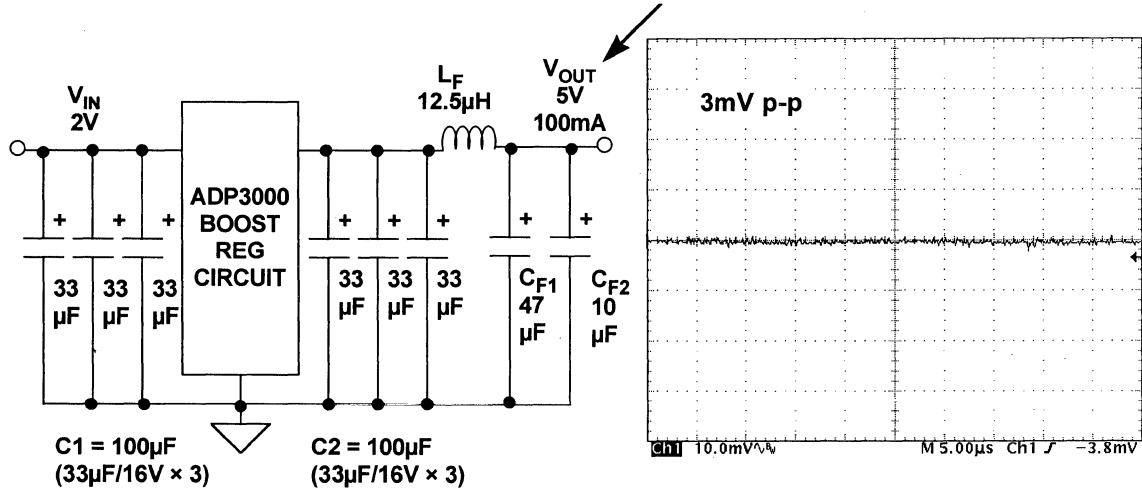 V_IN
2V
ADP3000
BOOST
REG
CIRCUIT
L_F
12.5µH
V_OUT
5V
100mA
+
+
+
+
+
+
+
+
33
µF
33
µF
33
µF
33
µF
33
µF
33
µF
C_F1
47
µF
C_F2
10
µF
C1 = 100µF
(33µF/16V × 3)
C2 = 100µF
(33µF/16V × 3)
3mV p-p
Ch1 10.0mV∿ᴮw M 5.00µs Ch1 ∫ −3.8mV